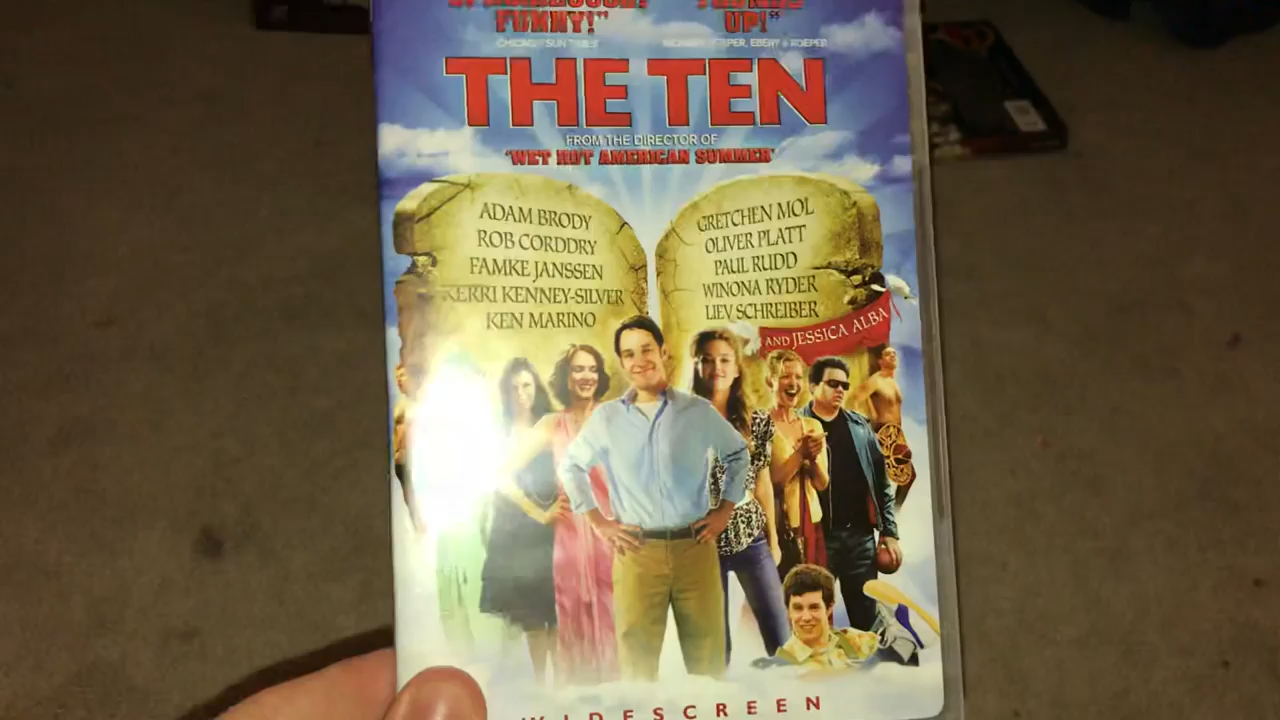 FUNNY!" UP!"
CHICAGO SUN TIMES EBERT & ROEPER
THE TEN
FROM THE DIRECTOR OF
'WET HOT AMERICAN SUMMER'
ADAM BRODY
ROB CORDDRY
FAMKE JANSSEN
KERRI KENNEY-SILVER
KEN MARINO
GRETCHEN MOL
OLIVER PLATT
PAUL RUDD
WINONA RYDER
LIEV SCHREIBER
AND JESSICA ALBA
WIDESCREEN